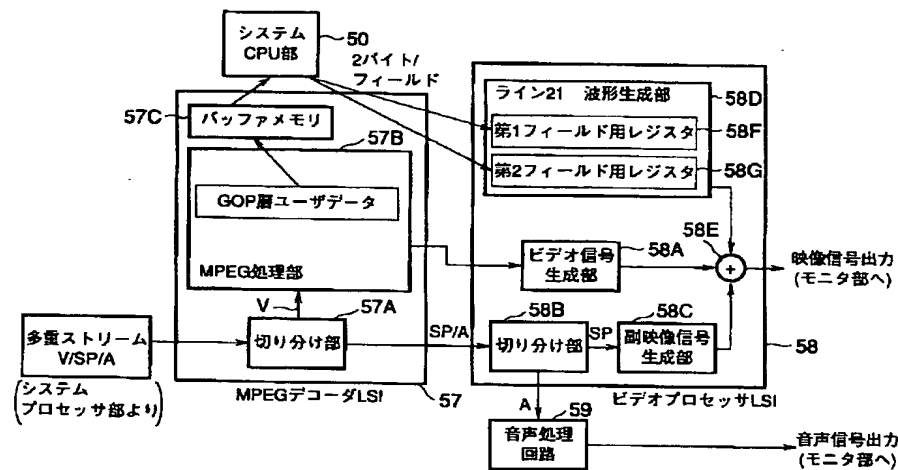 システム
CPU部
50
2バイト/
フィールド
57C
バッファメモリ
57B
GOP層ユーザデータ
MPEG処理部
V
57A
切り分け部
多重ストリーム
V/SP/A
(システム
プロセッサ部より)
MPEGデコーダLSI
57
SP/A
ライン21 波形生成部
58D
第1フィールド用レジスタ
58F
第2フィールド用レジスタ
58G
58E
+
ビデオ信号
生成部
58A
映像信号出力
(モニタ部へ)
58B
切り分け部
SP
58C
副映像信号
生成部
58
A
ビデオプロセッサLSI
59
音声処理
回路
音声信号出力
(モニタ部へ)